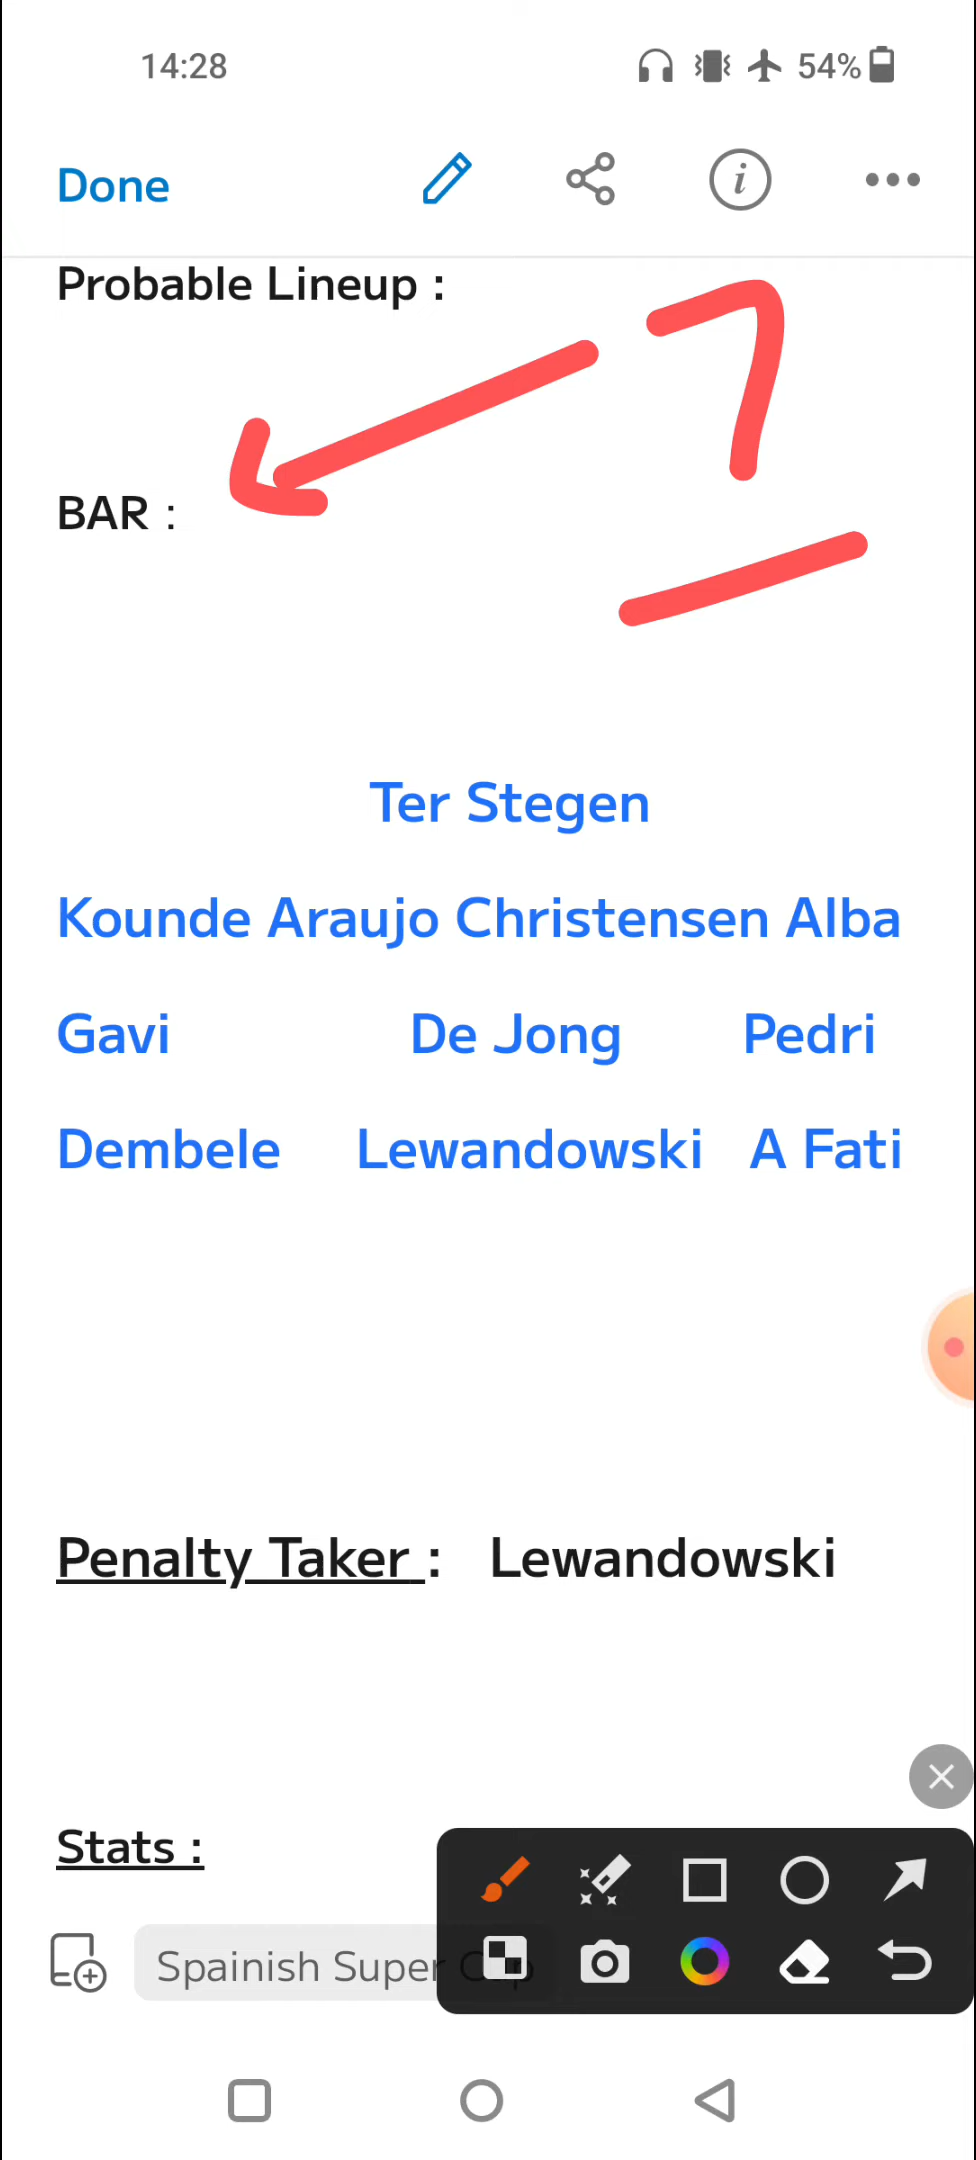 14:28 54%
Done
Probable Lineup :
BAR :
Ter Stegen
Kounde Araujo Christensen Alba
Gavi De Jong Pedri
Dembele Lewandowski A Fati
Penalty Taker : Lewandowski
Stats :
Spainish Super Cup